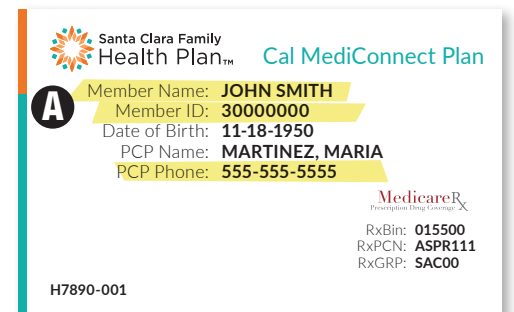 Santa Clara Family
Health Plan™
Cal MediConnect Plan
A
Member Name: JOHN SMITH
Member ID: 30000000
Date of Birth: 11-18-1950
PCP Name: MARTINEZ, MARIA
PCP Phone: 555-555-5555
MedicareRx
Prescription Drug Coverage
RxBin: 015500
RxPCN: ASPR111
RxGRP: SAC00
H7890-001